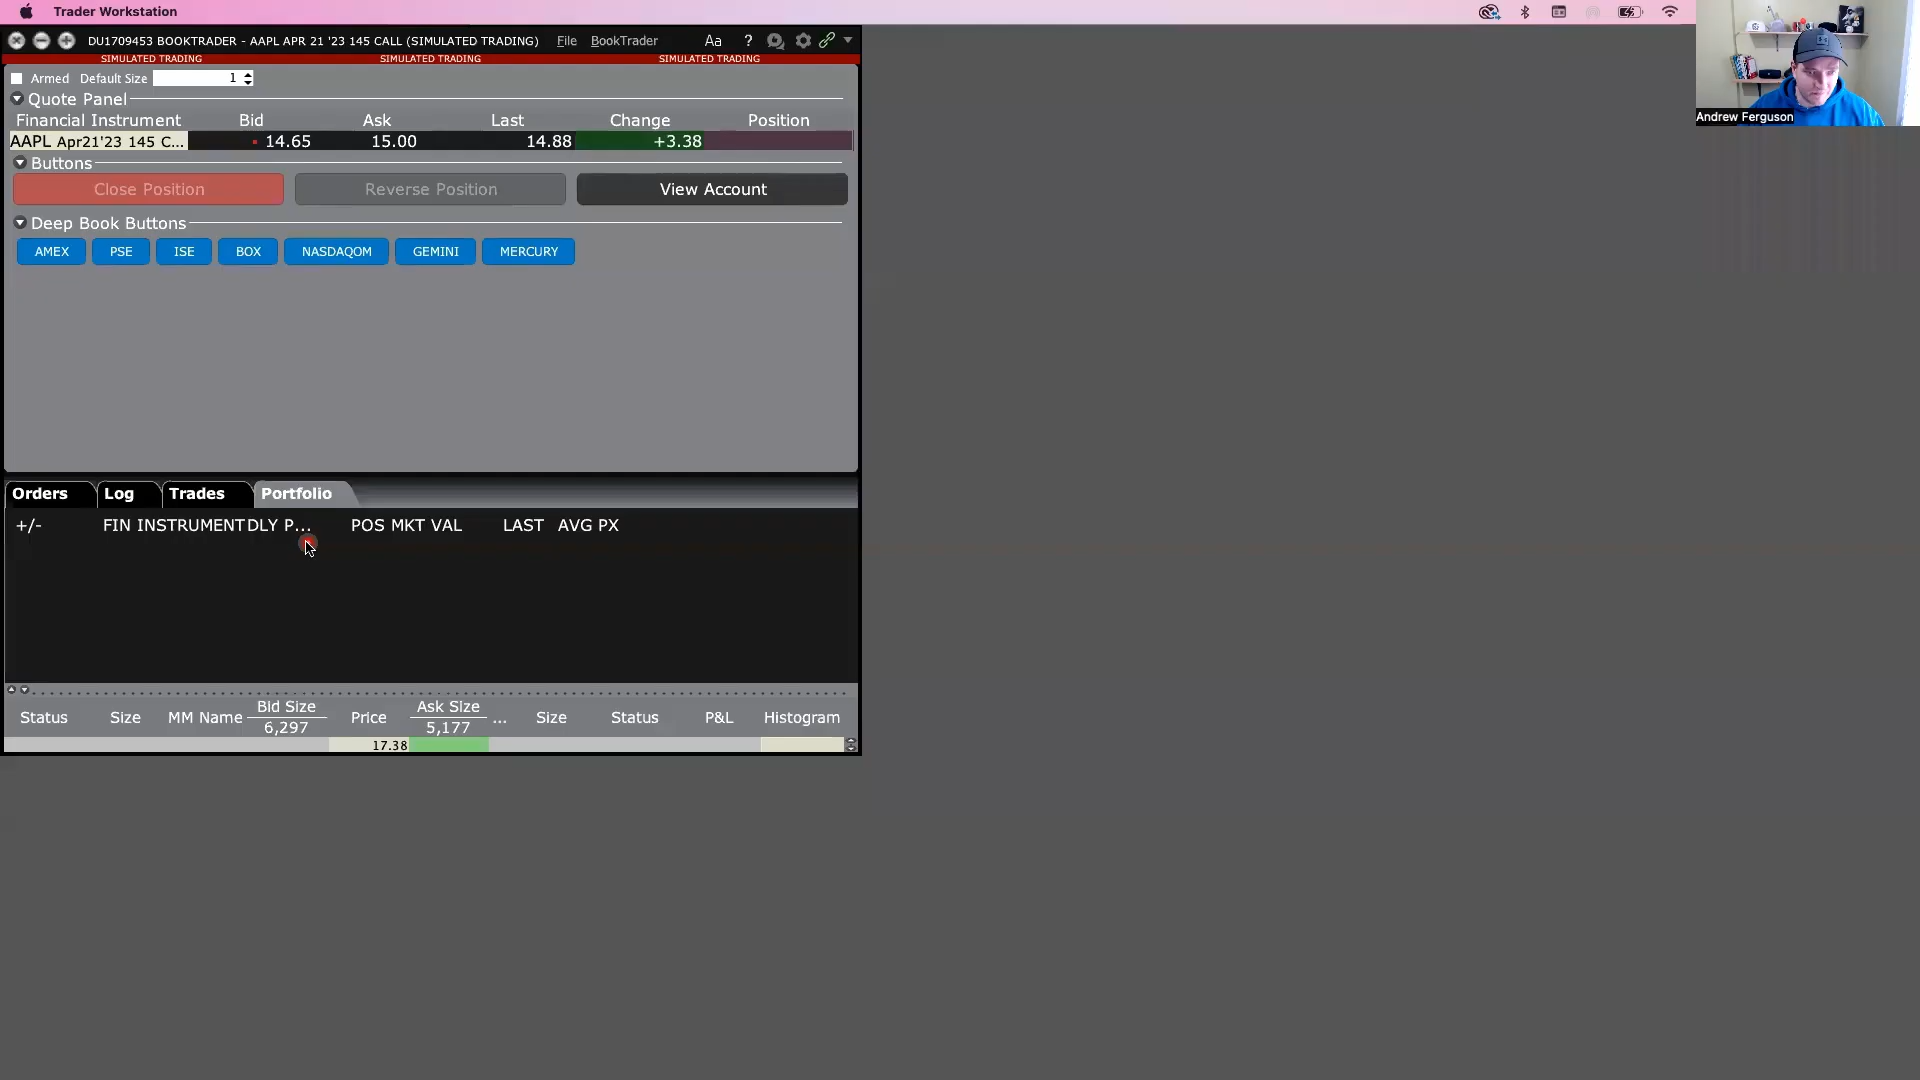 Trader Workstation
DU1709453 BOOKTRADER - AAPL APR 21 '23 145 CALL (SIMULATED TRADING) File BookTrader Aa ?
SIMULATED TRADING SIMULATED TRADING SIMULATED TRADING
Armed Default Size 1
Quote Panel
Financial Instrument Bid Ask Last Change Position
AAPL Apr21'23 145 C... 14.65 15.00 14.88 +3.38
Buttons
Close Position Reverse Position View Account
Deep Book Buttons
AMEX PSE ISE BOX NASDAQOM GEMINI MERCURY
Orders Log Trades Portfolio
+/- FIN INSTRUMENT DLY P... POS MKT VAL LAST AVG PX
Status Size MM Name Bid Size Price Ask Size ... Size Status P&L Histogram
6,297 5,177
17.38
Andrew Ferguson